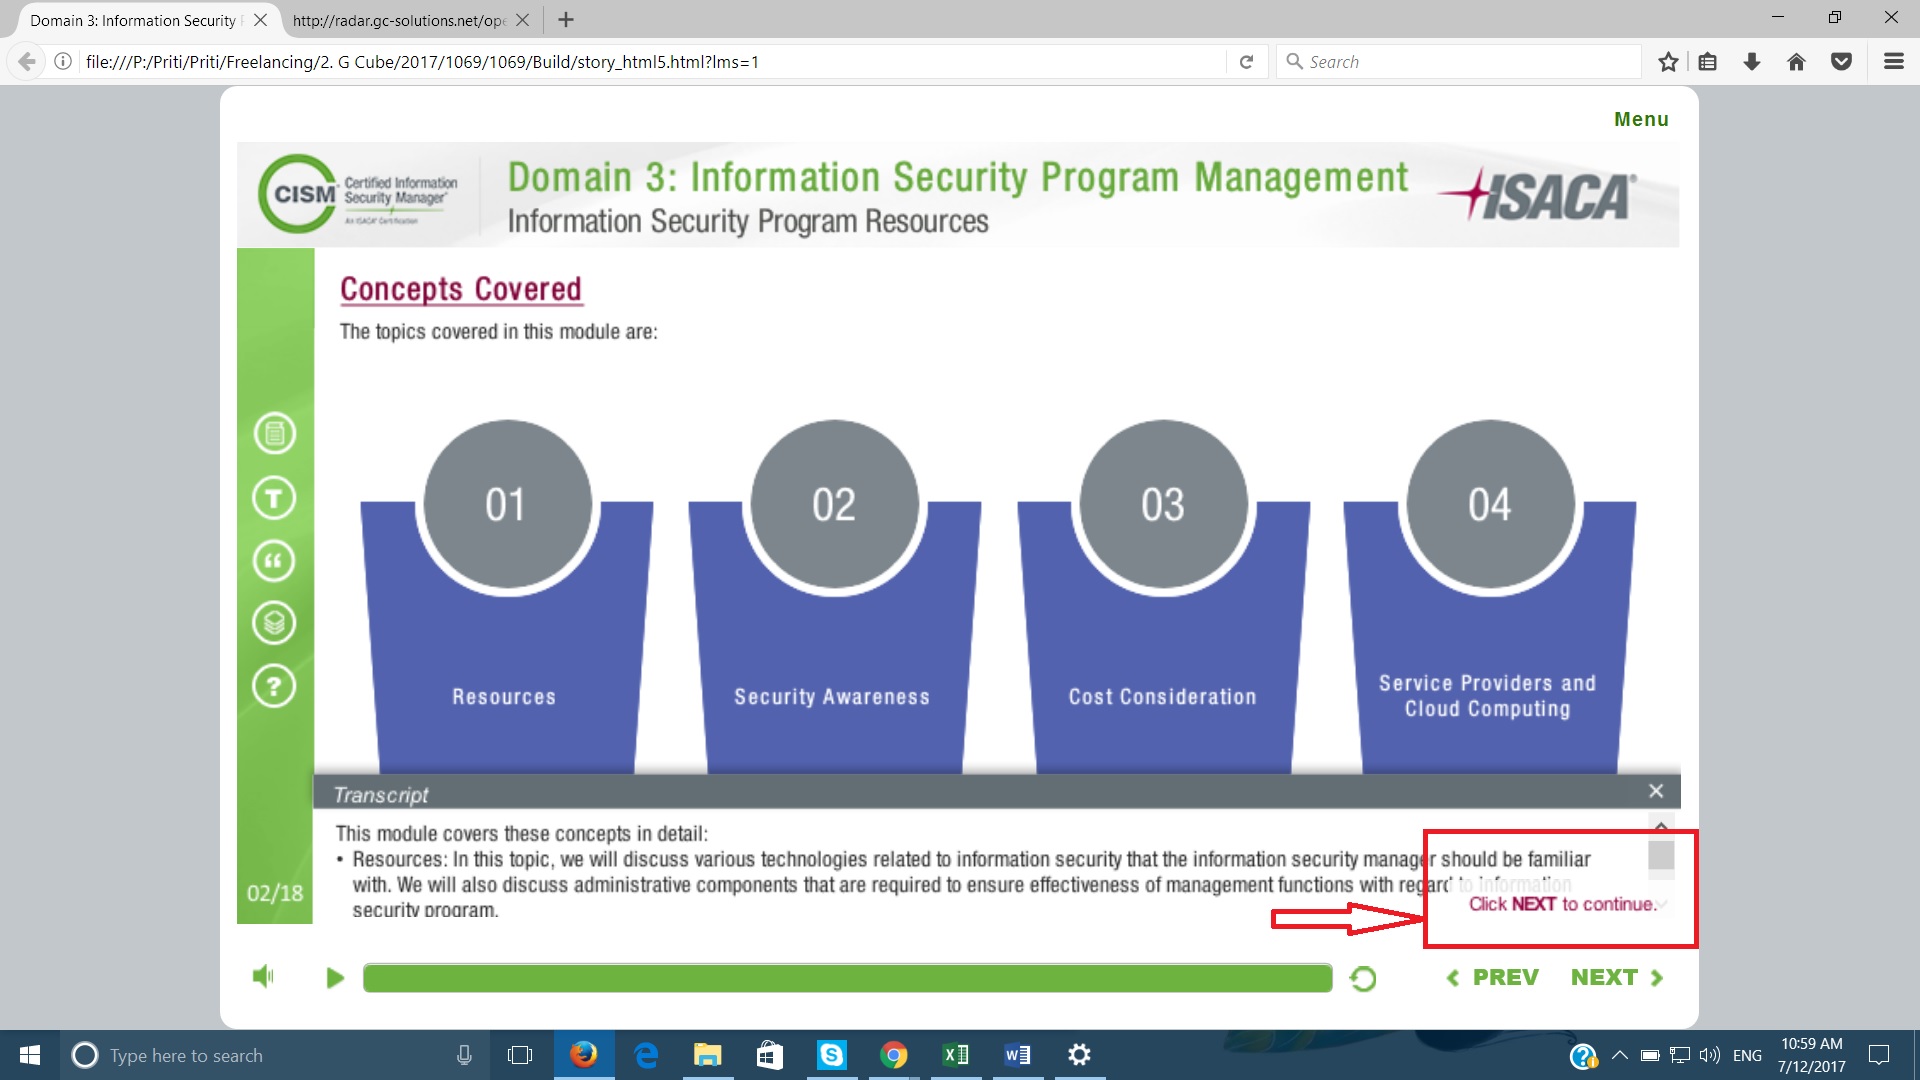 Domain 3: Information Security
http://radar.gc-solutions.net/ope
file:///P:/Priti/Priti/Freelancing/2. G Cube/2017/1069/1069/Build/story_html5.html?lms=1
Search
Menu
CISM
Certified Information
Security Manager
An ISACA® Certification
Domain 3: Information Security Program Management
Information Security Program Resources
ISACA®
Concepts Covered
The topics covered in this module are:
01
02
03
04
T
“
?
Resources
Security Awareness
Cost Consideration
Service Providers and
Cloud Computing
Transcript
This module covers these concepts in detail:
• Resources: In this topic, we will discuss various technologies related to information security that the information security manager should be familiar
with. We will also discuss administrative components that are required to ensure effectiveness of management functions with regard to information
security program.
Click NEXT to continue.
02/18
PREV
NEXT
Type here to search
ENG
10:59 AM
7/12/2017